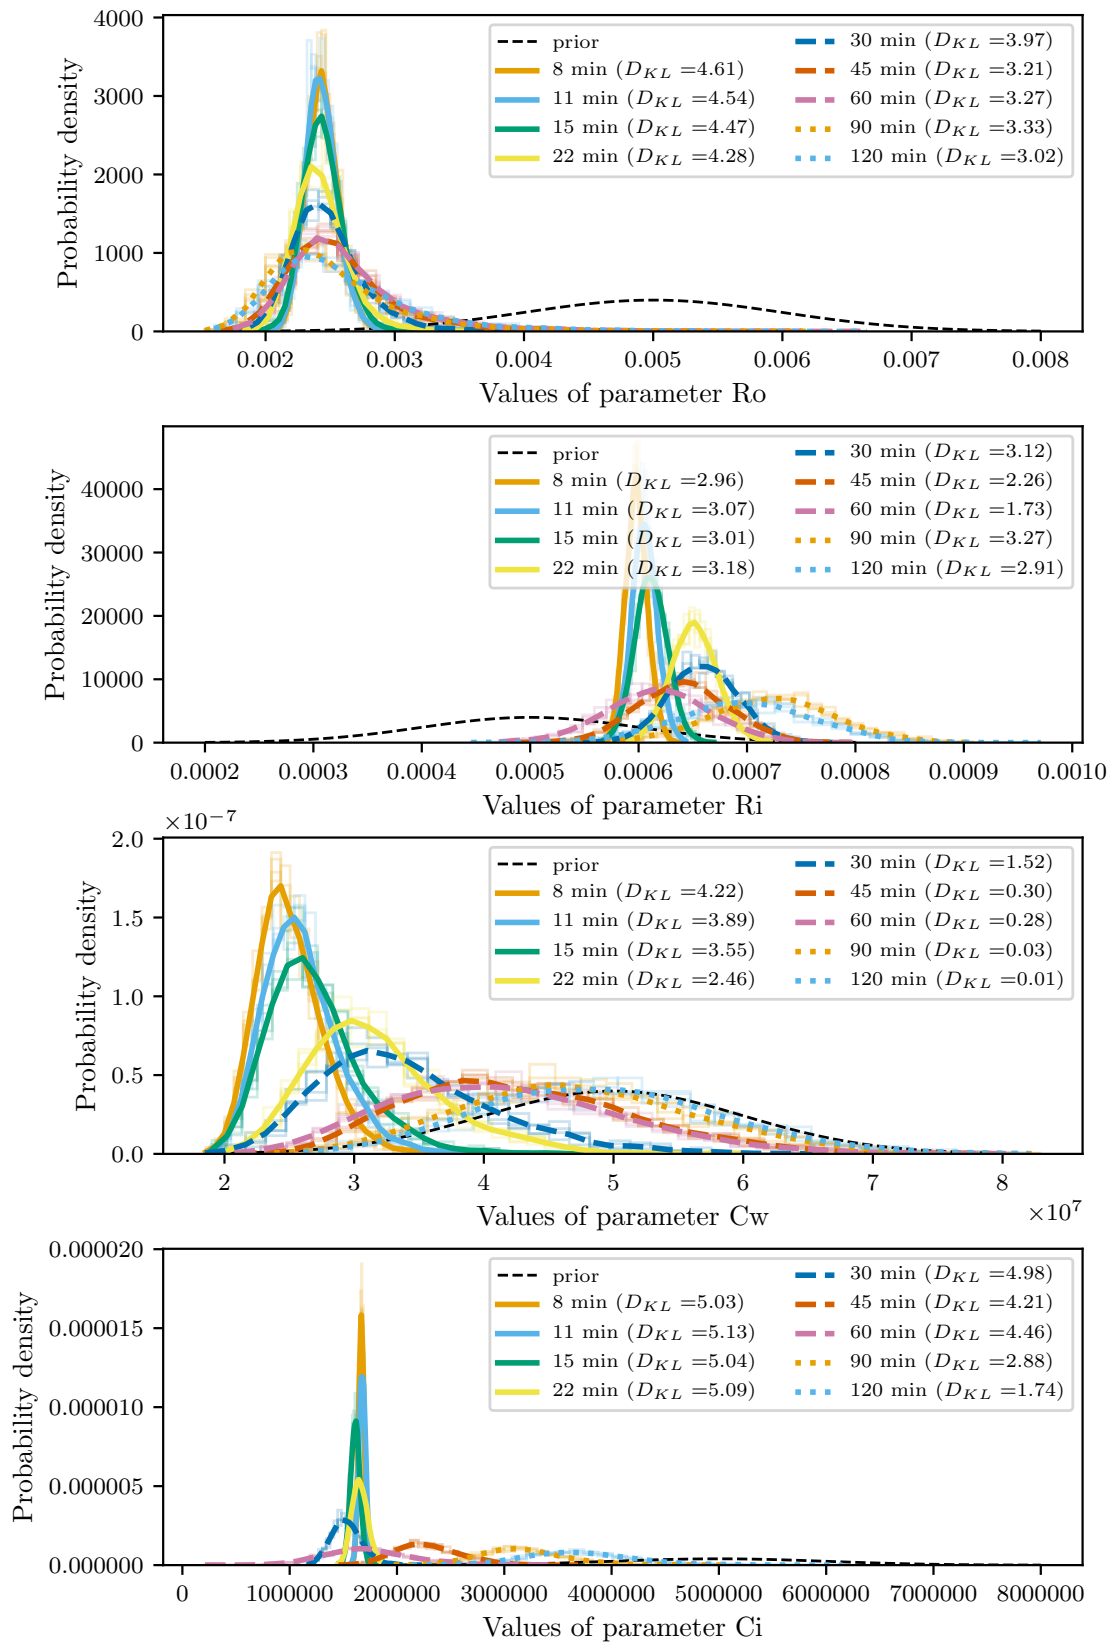 4000
3000
2000
1000
0
Probability density
prior
8 min (D_KL =4.61)
11 min (D_KL =4.54)
15 min (D_KL =4.47)
22 min (D_KL =4.28)
30 min (D_KL =3.97)
45 min (D_KL =3.21)
60 min (D_KL =3.27)
90 min (D_KL =3.33)
120 min (D_KL =3.02)
0.002 0.003 0.004 0.005 0.006 0.007 0.008
Values of parameter Ro
40000
30000
20000
10000
0
Probability density
prior
8 min (D_KL =2.96)
11 min (D_KL =3.07)
15 min (D_KL =3.01)
22 min (D_KL =3.18)
30 min (D_KL =3.12)
45 min (D_KL =2.26)
60 min (D_KL =1.73)
90 min (D_KL =3.27)
120 min (D_KL =2.91)
0.0002 0.0003 0.0004 0.0005 0.0006 0.0007 0.0008 0.0009 0.0010
Values of parameter Ri
×10⁻⁷
2.0
1.5
1.0
0.5
0.0
Probability density
prior
8 min (D_KL =4.22)
11 min (D_KL =3.89)
15 min (D_KL =3.55)
22 min (D_KL =2.46)
30 min (D_KL =1.52)
45 min (D_KL =0.30)
60 min (D_KL =0.28)
90 min (D_KL =0.03)
120 min (D_KL =0.01)
2 3 4 5 6 7 8
×10⁷
Values of parameter Cw
0.000020
0.000015
0.000010
0.000005
0.000000
Probability density
prior
8 min (D_KL =5.03)
11 min (D_KL =5.13)
15 min (D_KL =5.04)
22 min (D_KL =5.09)
30 min (D_KL =4.98)
45 min (D_KL =4.21)
60 min (D_KL =4.46)
90 min (D_KL =2.88)
120 min (D_KL =1.74)
0 1000000 2000000 3000000 4000000 5000000 6000000 7000000 8000000
Values of parameter Ci